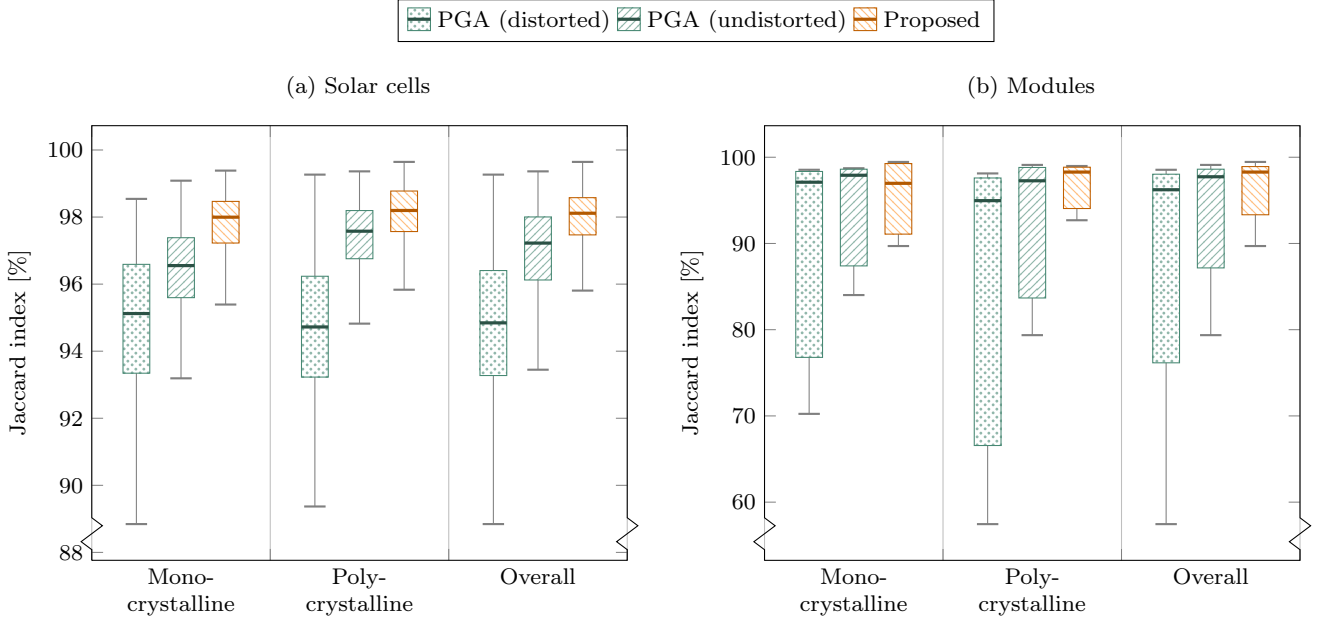 PGA (distorted) PGA (undistorted) Proposed
(a) Solar cells
100
98
96
94
92
90
88
Jaccard index [%]
Mono-
crystalline
Poly-
crystalline
Overall
(b) Modules
100
90
80
70
60
Jaccard index [%]
Mono-
crystalline
Poly-
crystalline
Overall